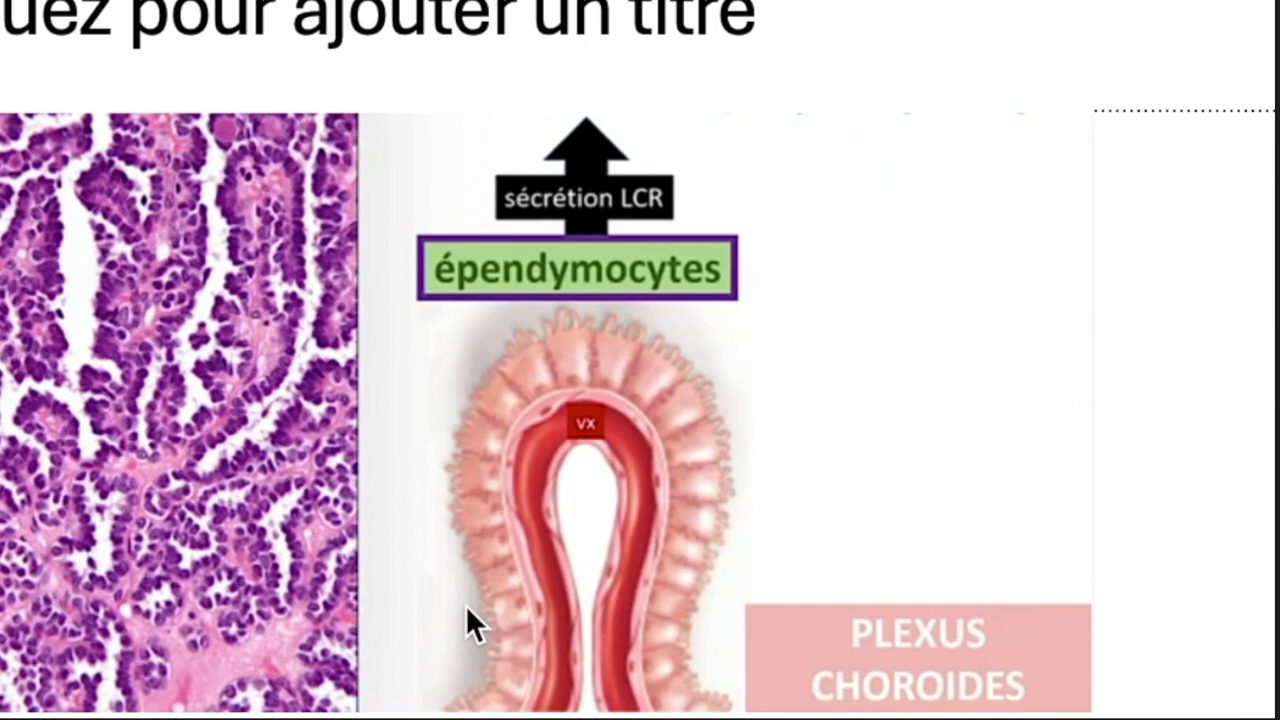 uez pour ajouter un titre
sécrétion LCR
épendymocytes
vx
PLEXUS
CHOROIDES